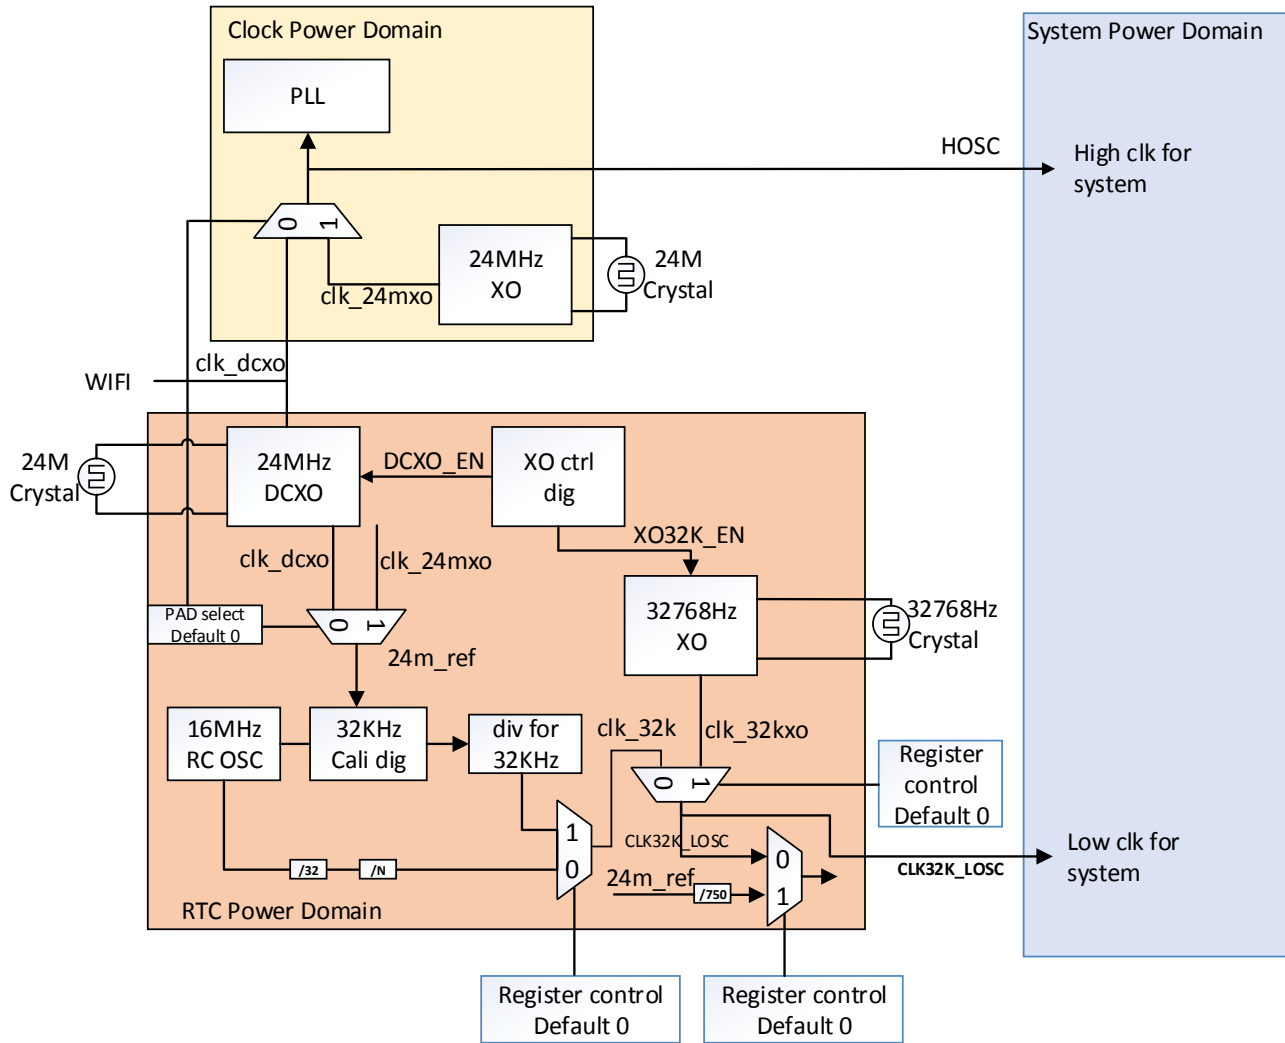 Clock Power Domain
System Power Domain
PLL
HOSC
High clk for
system
0
1
24MHz
XO
24M
Crystal
clk_24mxo
clk_dcxo
WIFI
24M
Crystal
24MHz
DCXO
DCXO_EN
XO ctrl
dig
XO32K_EN
clk_dcxo
clk_24mxo
PAD select
Default 0
0
1
32768Hz
XO
32768Hz
Crystal
24m_ref
16MHz
RC OSC
32KHz
Cali dig
div for
32KHz
clk_32k
clk_32kxo
0
1
Register
control
Default 0
1
0
CLK32K_LOSC
0
1
Low clk for
system
CLK32K_LOSC
/32
/N
24m_ref
/750
RTC Power Domain
Register control
Default 0
Register control
Default 0